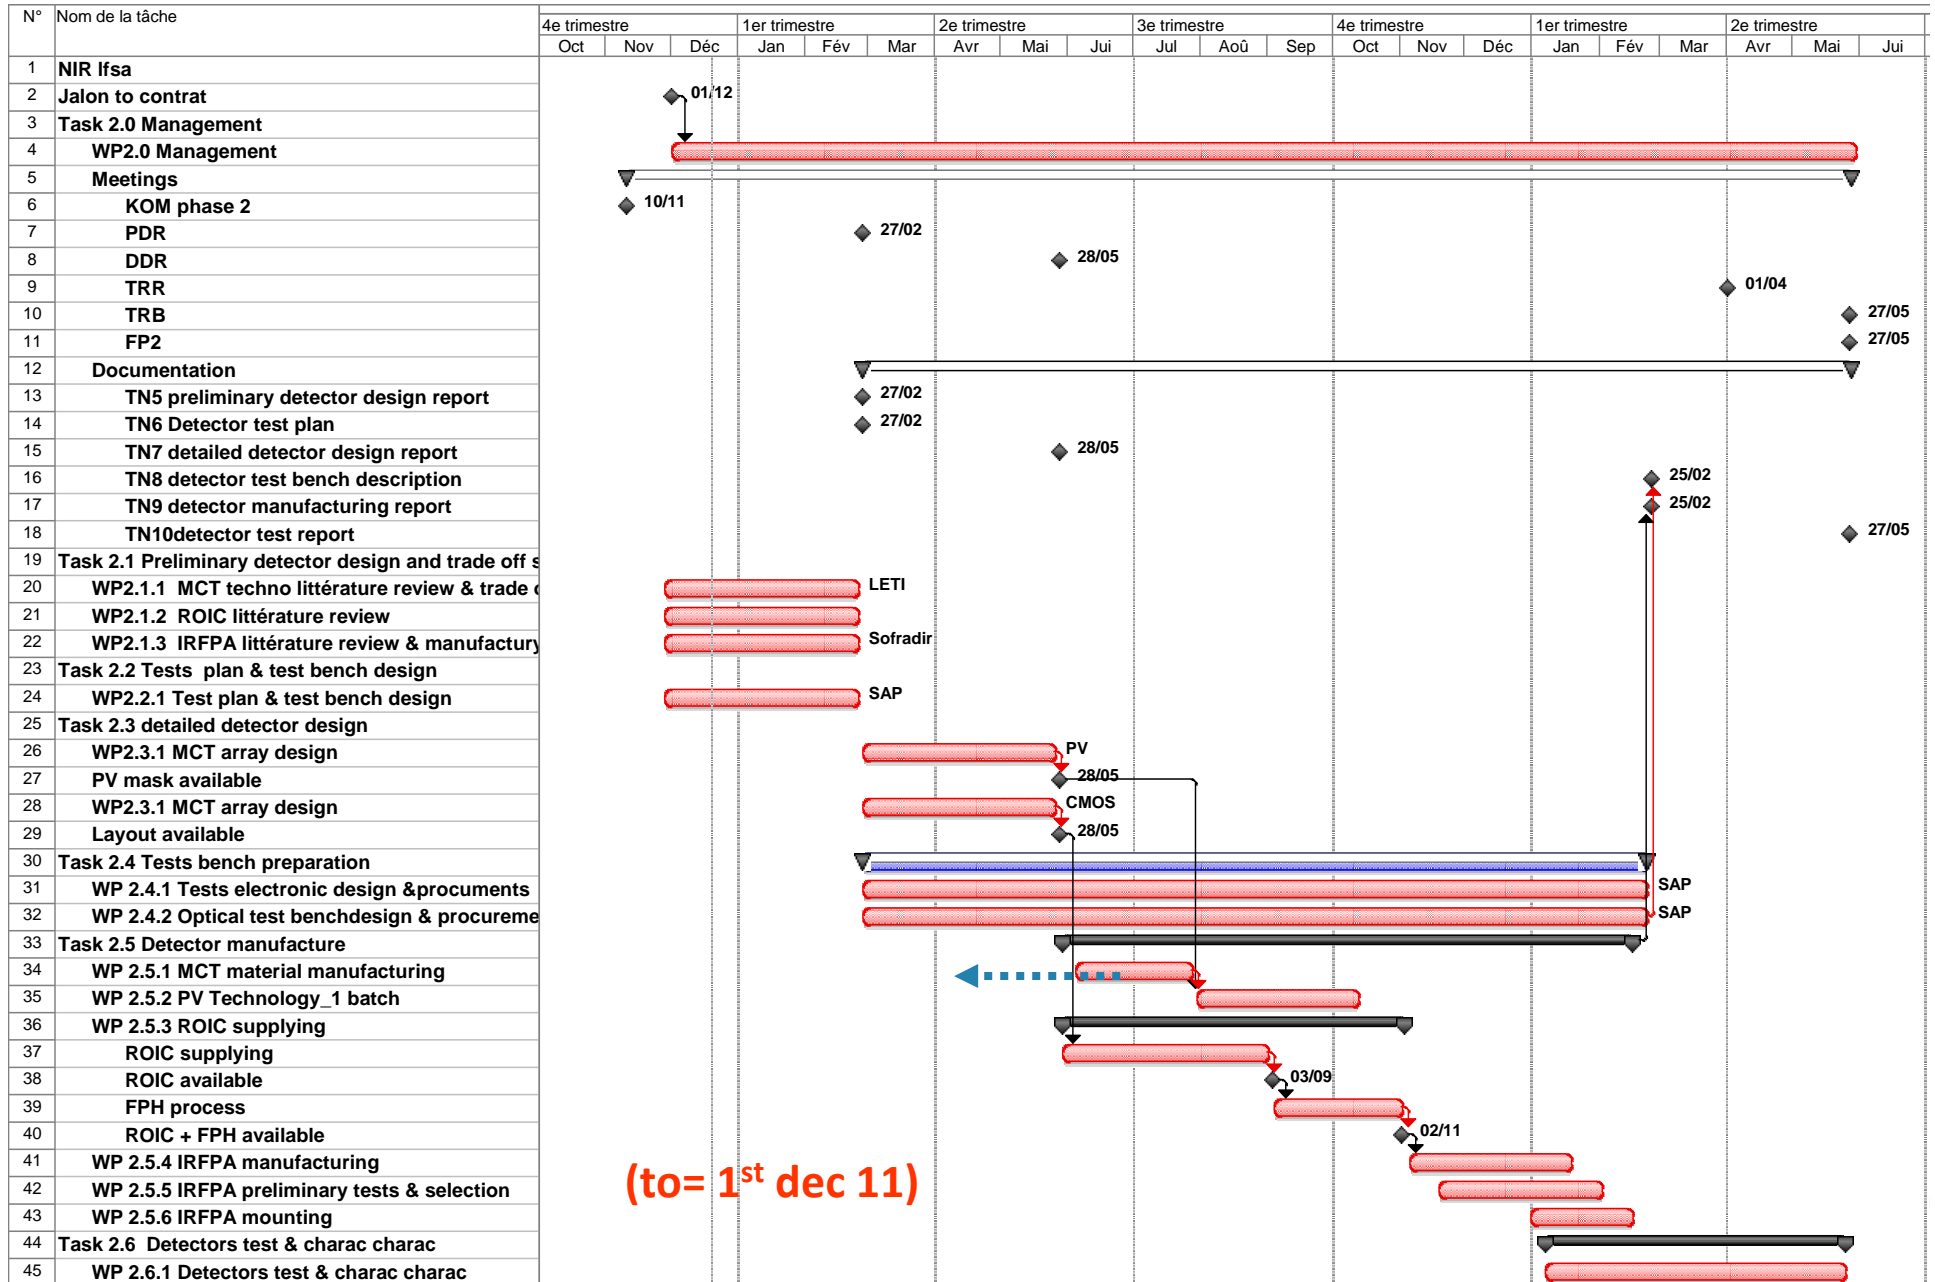 N° Nom de la tâche
4e trimestre 1er trimestre 2e trimestre 3e trimestre 4e trimestre 1er trimestre 2e trimestre
Oct Nov Déc Jan Fév Mar Avr Mai Jui Jul Aoû Sep Oct Nov Déc Jan Fév Mar Avr Mai Jui
1 NIR lfsa
2 Jalon to contrat 01/12
3 Task 2.0 Management
4 WP2.0 Management
5 Meetings
6 KOM phase 2 10/11
7 PDR 27/02
8 DDR 28/05
9 TRR 01/04
10 TRB 27/05
11 FP2 27/05
12 Documentation
13 TN5 preliminary detector design report 27/02
14 TN6 Detector test plan 27/02
15 TN7 detailed detector design report 28/05
16 TN8 detector test bench description 25/02
17 TN9 detector manufacturing report 25/02
18 TN10detector test report 27/05
19 Task 2.1 Preliminary detector design and trade off s
20 WP2.1.1 MCT techno littérature review & trade o LETI
21 WP2.1.2 ROIC littérature review
22 WP2.1.3 IRFPA littérature review & manufactury Sofradir
23 Task 2.2 Tests plan & test bench design
24 WP2.2.1 Test plan & test bench design SAP
25 Task 2.3 detailed detector design
26 WP2.3.1 MCT array design PV
27 PV mask available 28/05
28 WP2.3.1 MCT array design CMOS
29 Layout available 28/05
30 Task 2.4 Tests bench preparation
31 WP 2.4.1 Tests electronic design &procuments SAP
32 WP 2.4.2 Optical test benchdesign & procureme SAP
33 Task 2.5 Detector manufacture
34 WP 2.5.1 MCT material manufacturing
35 WP 2.5.2 PV Technology_1 batch
36 WP 2.5.3 ROIC supplying
37 ROIC supplying
38 ROIC available 03/09
39 FPH process
40 ROIC + FPH available 02/11
41 WP 2.5.4 IRFPA manufacturing
42 WP 2.5.5 IRFPA preliminary tests & selection
43 WP 2.5.6 IRFPA mounting
44 Task 2.6 Detectors test & charac charac
45 WP 2.6.1 Detectors test & charac charac
(to= 1st dec 11)